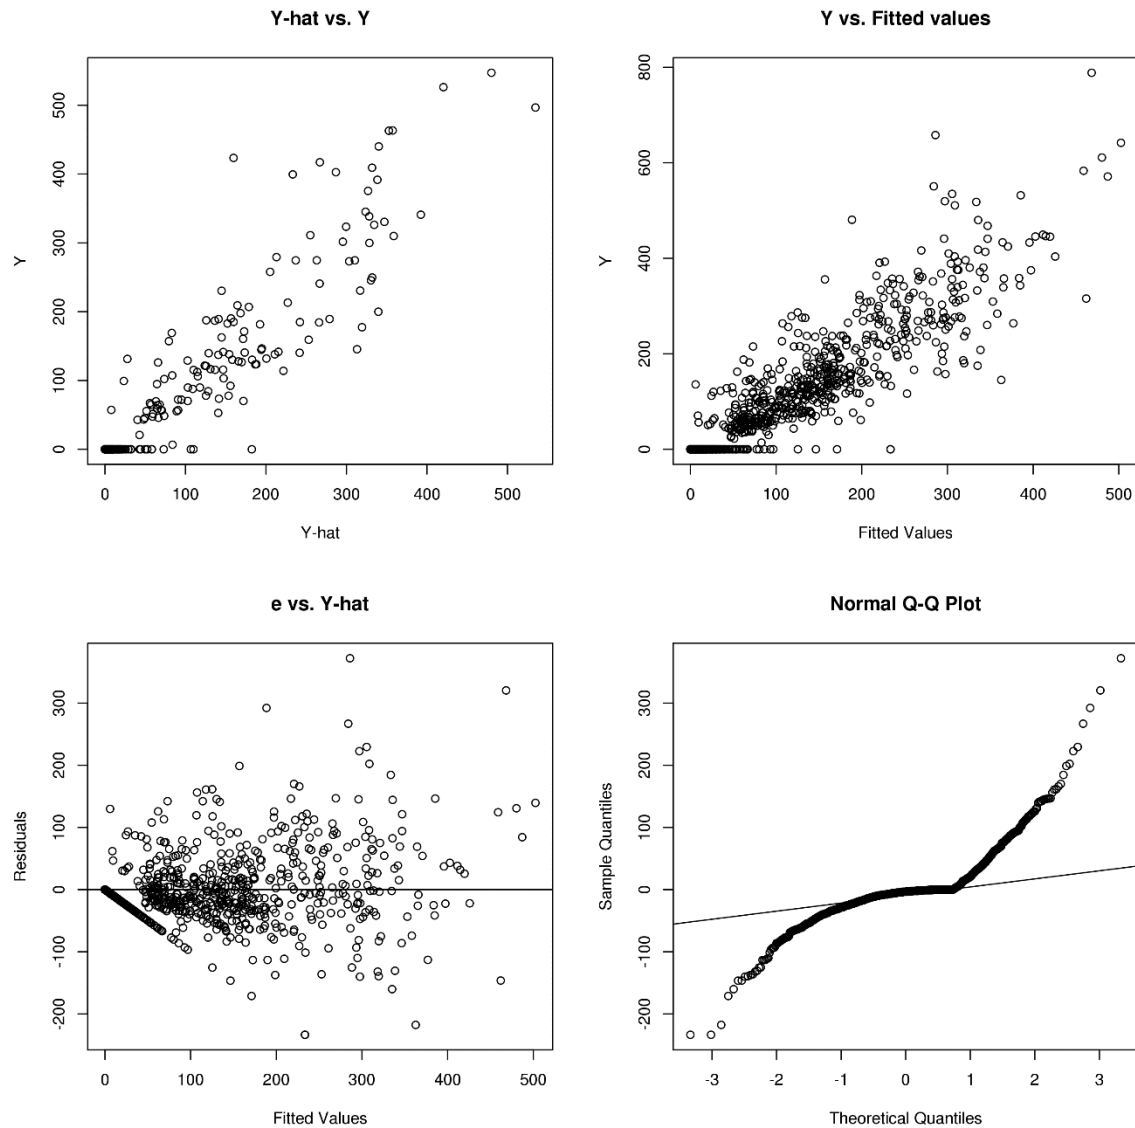 Y-hat vs. Y
Y
0 100 200 300 400 500
0 100 200 300 400 500
Y-hat
Y vs. Fitted values
Y
0 200 400 600 800
0 100 200 300 400 500
Fitted Values
e vs. Y-hat
Residuals
-200 -100 0 100 200 300
0 100 200 300 400 500
Fitted Values
Normal Q-Q Plot
Sample Quantiles
-200 -100 0 100 200 300
-3 -2 -1 0 1 2 3
Theoretical Quantiles